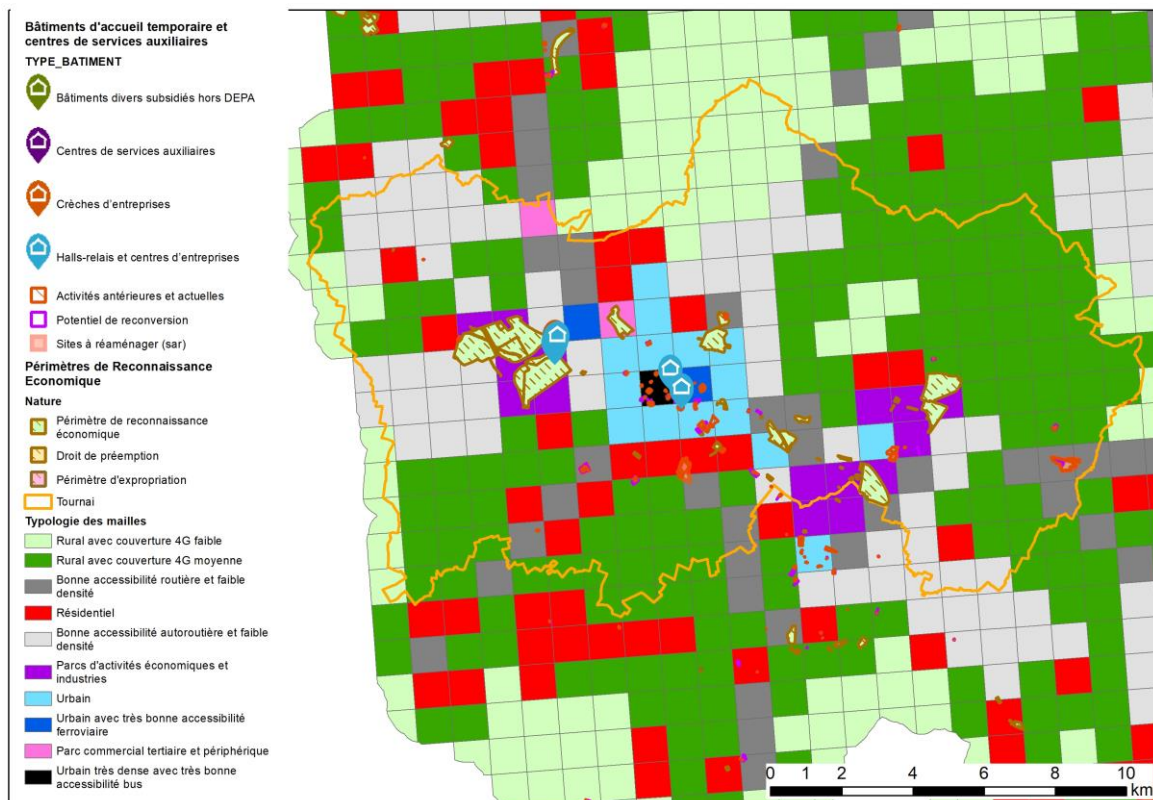 Bâtiments d'accueil temporaire et
centres de services auxiliaires
TYPE_BATIMENT
Bâtiments divers subsidiés hors DEPA
Centres de services auxiliaires
Crèches d'entreprises
Halls-relais et centres d'entreprises
Activités antérieures et actuelles
Potentiel de reconversion
Sites à réaménager (sar)
Périmètres de Reconnaissance
Economique
Nature
Périmètre de reconnaissance
économique
Droit de préemption
Périmètre d'expropriation
Tournai
Typologie des mailles
Rural avec couverture 4G faible
Rural avec couverture 4G moyenne
Bonne accessibilité routière et faible
densité
Résidentiel
Bonne accessibilité autoroutière et faible
densité
Parcs d'activités économiques et
industries
Urbain
Urbain avec très bonne accessibilité
ferroviaire
Parc commercial tertiaire et périphérique
Urbain très dense avec très bonne
accessibilité bus
0 1 2 4 6 8 10
km